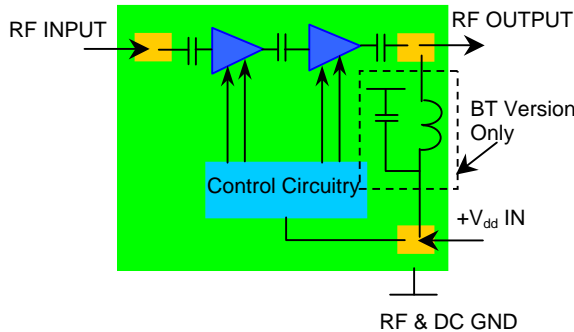 RF INPUT
RF OUTPUT
BT Version
Only
Control Circuitry
+Vdd IN
RF & DC GND